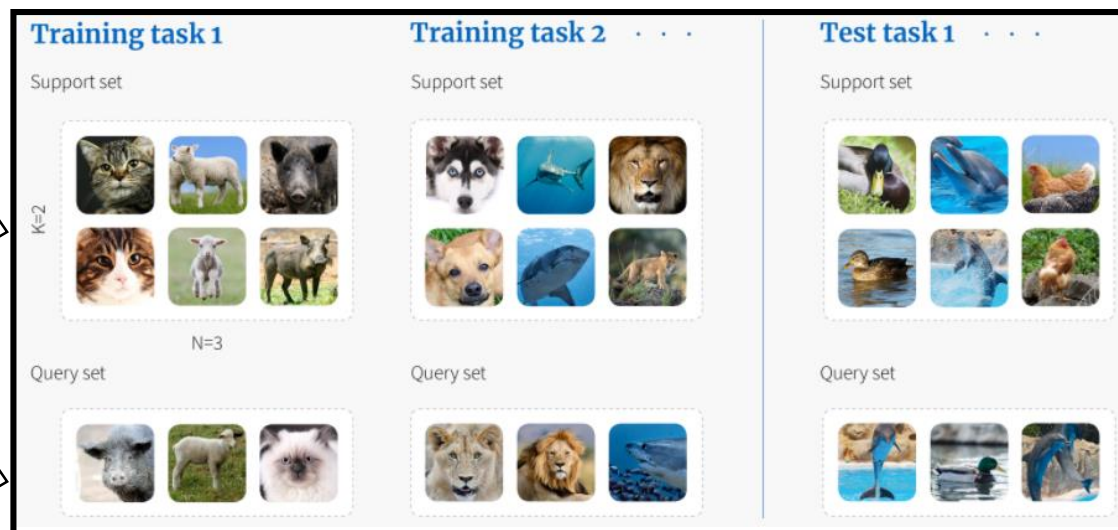 Training task 1
Training task 2 . . .
Test task 1 . . .
Support set
Support set
Support set
K=2
N=3
Query set
Query set
Query set